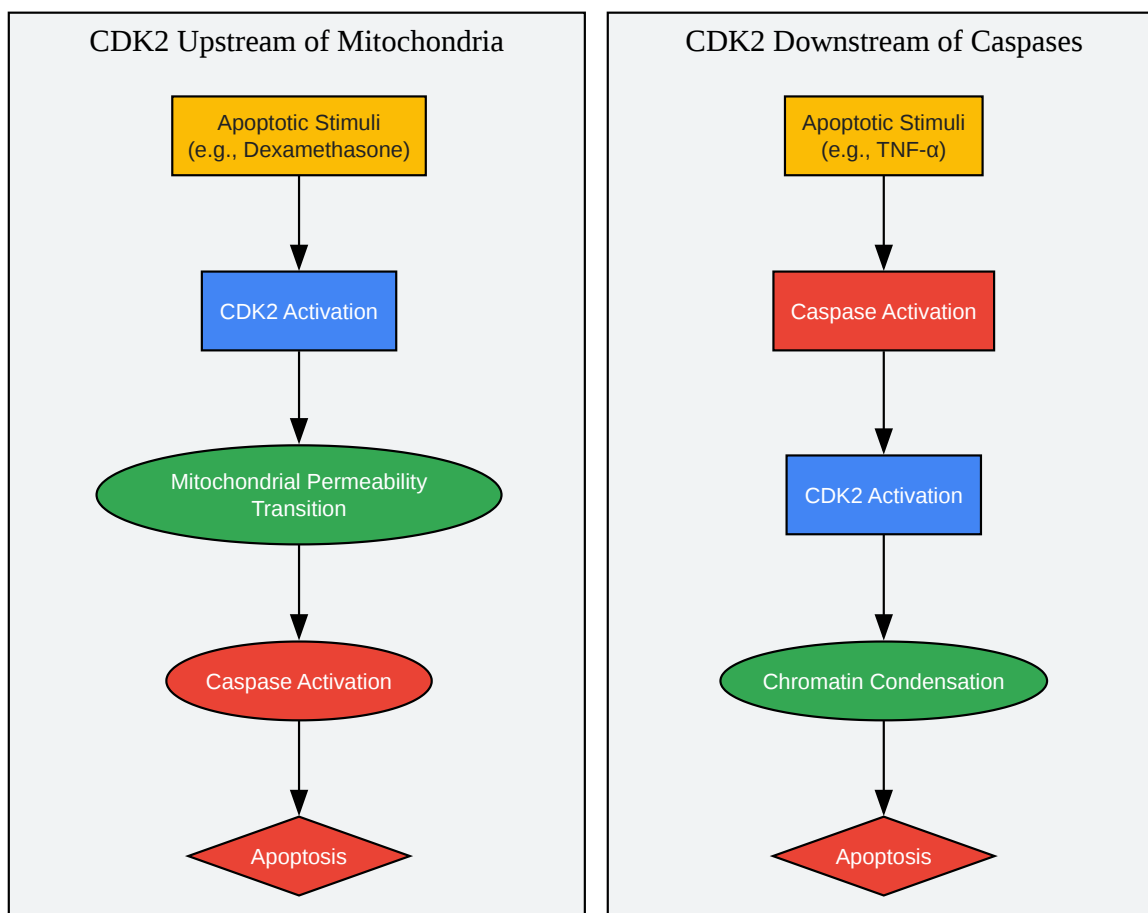 CDK2 Upstream of Mitochondria
Apoptotic Stimuli
(e.g., Dexamethasone)
CDK2 Activation
Mitochondrial Permeability
Transition
Caspase Activation
Apoptosis
CDK2 Downstream of Caspases
Apoptotic Stimuli
(e.g., TNF-α)
Caspase Activation
CDK2 Activation
Chromatin Condensation
Apoptosis